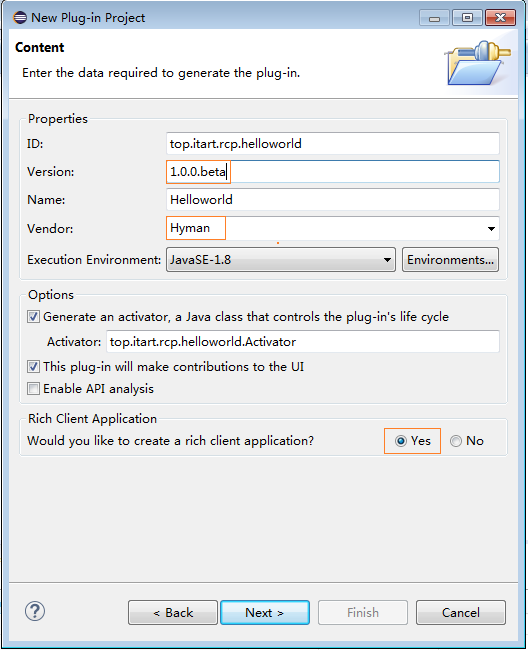 New Plug-in Project
Content
Enter the data required to generate the plug-in.
Properties
ID: top.itart.rcp.helloworld
Version: 1.0.0.beta
Name: Helloworld
Vendor: Hyman
Execution Environment: JavaSE-1.8 Environments...
Options
Generate an activator, a Java class that controls the plug-in's life cycle
Activator: top.itart.rcp.helloworld.Activator
This plug-in will make contributions to the UI
Enable API analysis
Rich Client Application
Would you like to create a rich client application? Yes No
? < Back Next > Finish Cancel